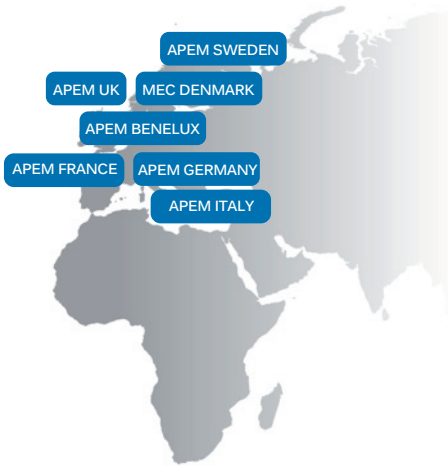 APEM SWEDEN
APEM UK
MEC DENMARK
APEM BENELUX
APEM FRANCE
APEM GERMANY
APEM ITALY